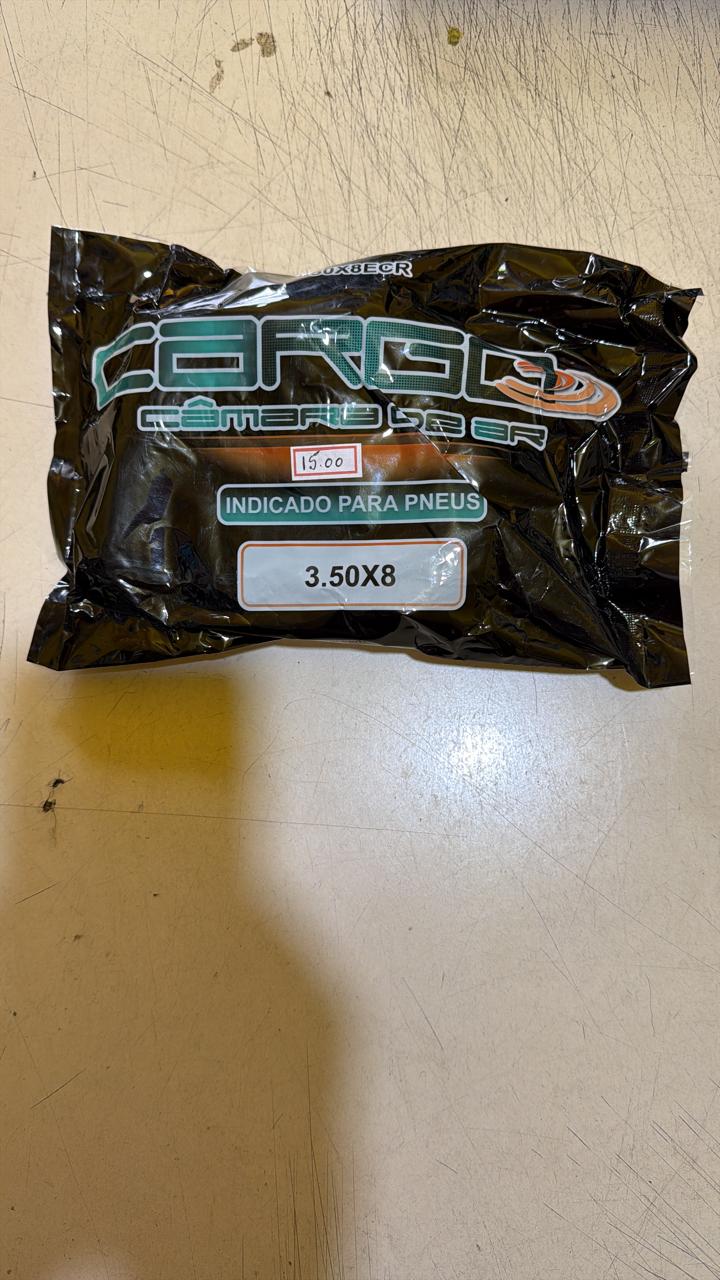 CARGO
CÂMARA DE AR
15.00
INDICADO PARA PNEUS
3.50X8